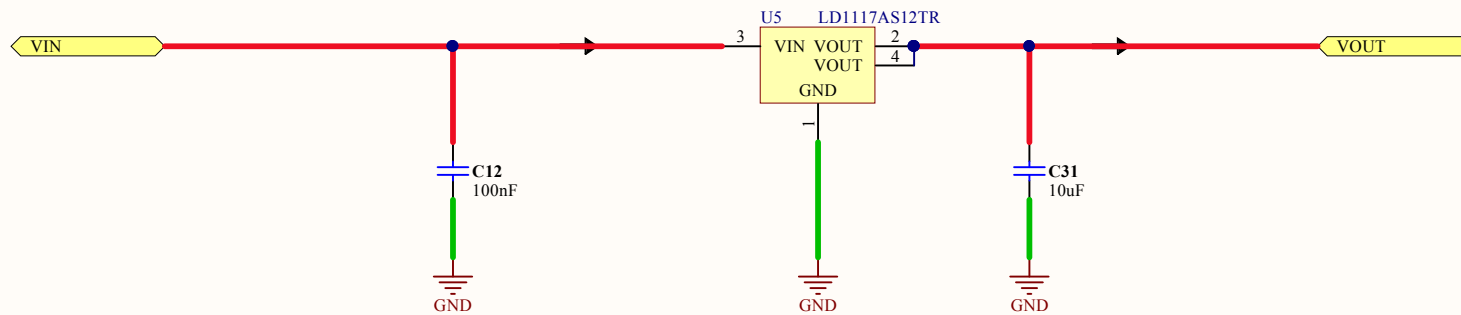 U5 LD1117AS12TR
VIN
3
VIN VOUT
2
VOUT
VOUT
4
GND
1
C12
100nF
C31
10uF
GND
GND
GND